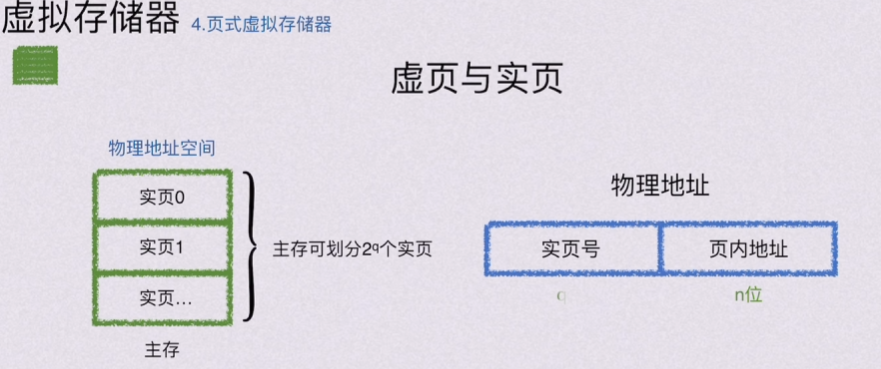 虚拟存储器 4.页式虚拟存储器
虚页与实页
物理地址空间
实页0
实页1
实页...
主存可划分2^q个实页
主存
物理地址
实页号 页内地址
q n位